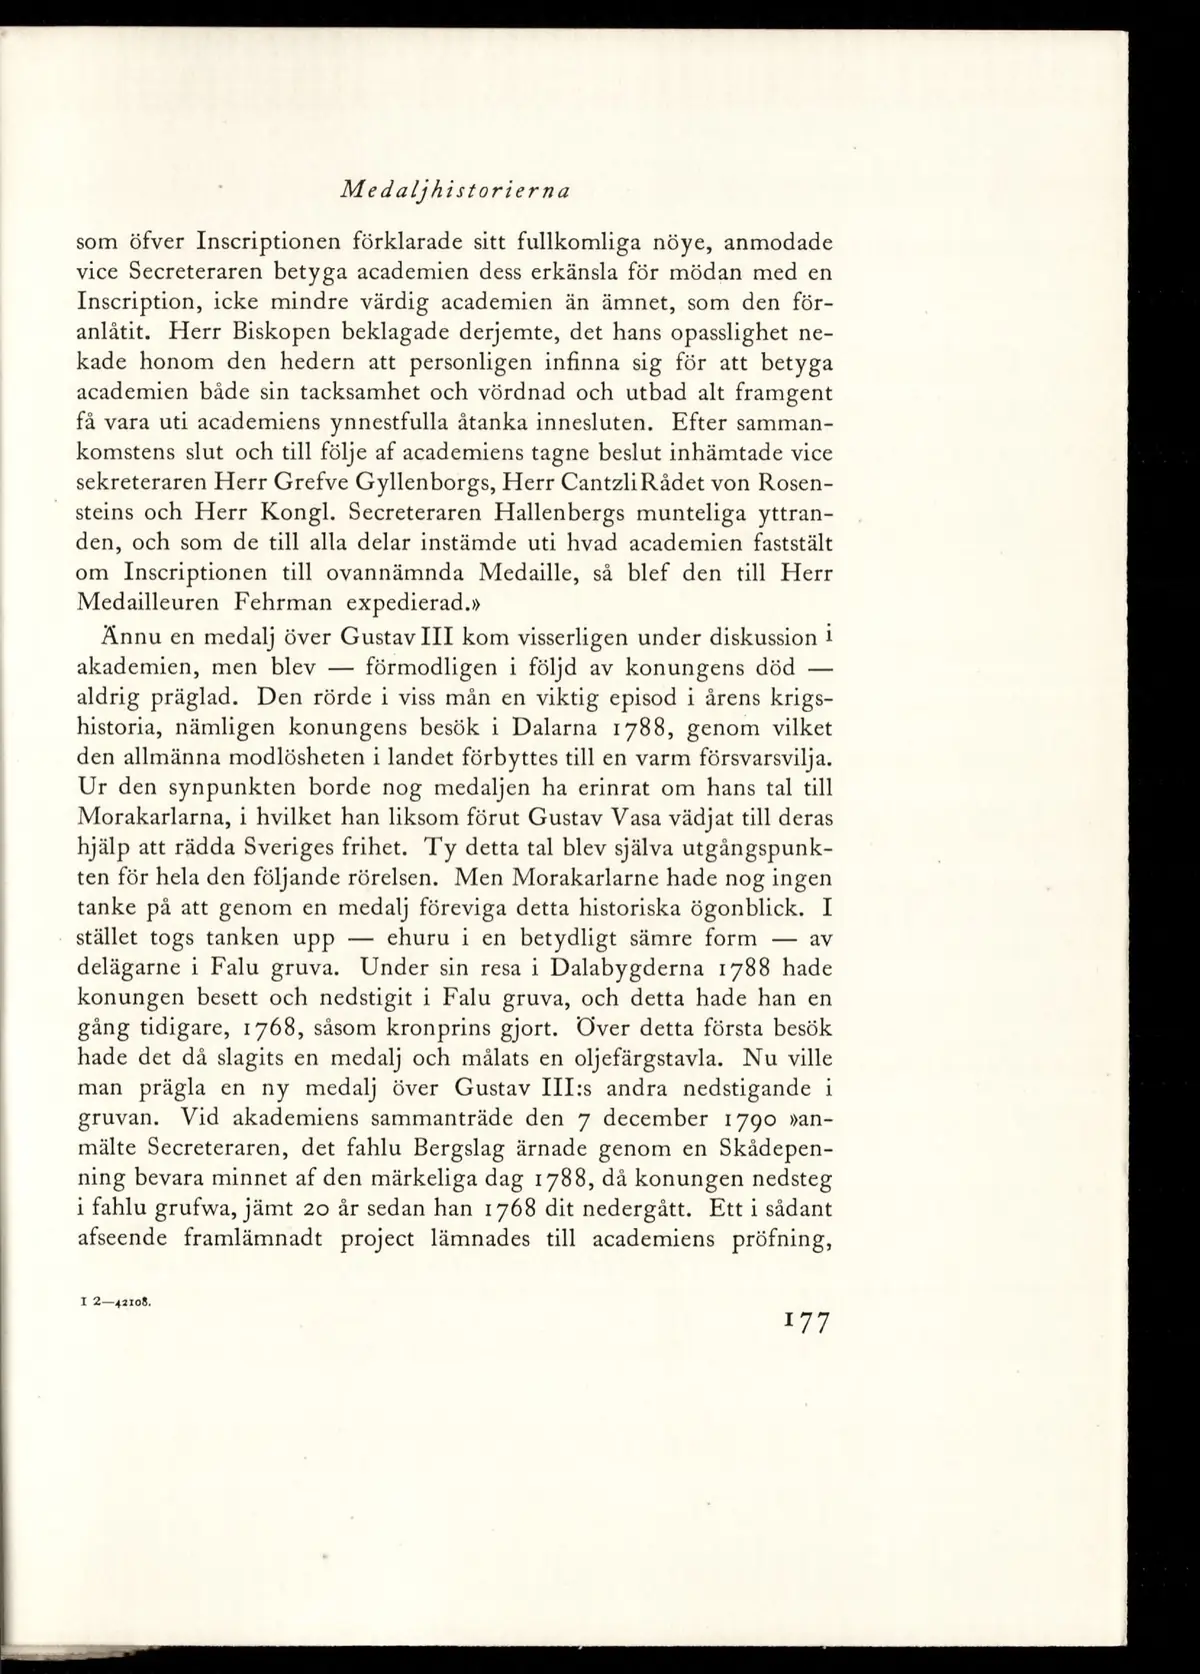 Medaljhistorierna
som öfver Inscriptionen förklarade sitt fullkomliga nöye, anmodade
vice Secreteraren betyga academien dess erkänsla för mödan med en
Inscription, icke mindre värdig academien än ämnet, som den för-
anlåtit. Herr Biskopen beklagade derjemte, det hans opasslighet ne-
kade honom den hedern att personligen infinna sig för att betyga
academien både sin tacksamhet och vördnad och utbad alt framgent
få vara uti academiens ynnestfulla åtanka innesluten. Efter samman-
komstens slut och till följe af academiens tagne beslut inhämtade vice
sekreteraren Herr Grefve Gyllenborgs, Herr CantzliRådet von Rosen-
steins och Herr Kongl. Secreteraren Hallenbergs munteliga yttran-
den, och som de till alla delar instämde uti hvad academien faststält
om Inscriptionen till ovannämnda Medaille, så blef den till Herr
Medailleuren Fehrman expedierad.»
Ännu en medalj över Gustav III kom visserligen under diskussion i
akademien, men blev — förmodligen i följd av konungens död —
aldrig präglad. Den rörde i viss mån en viktig episod i årens krigs-
historia, nämligen konungens besök i Dalarna 1788, genom vilket
den allmänna modlösheten i landet förbyttes till en varm försvarsvilja.
Ur den synpunkten borde nog medaljen ha erinrat om hans tal till
Morakarlarna, i hvilket han liksom förut Gustav Vasa vädjat till deras
hjälp att rädda Sveriges frihet. Ty detta tal blev själva utgångspunk-
ten för hela den följande rörelsen. Men Morakarlarne hade nog ingen
tanke på att genom en medalj föreviga detta historiska ögonblick. I
stället togs tanken upp — ehuru i en betydligt sämre form — av
delägarne i Falu gruva. Under sin resa i Dalabygderna 1788 hade
konungen besett och nedstigit i Falu gruva, och detta hade han en
gång tidigare, 1768, såsom kronprins gjort. Över detta första besök
hade det då slagits en medalj och målats en oljefärgstavla. Nu ville
man prägla en ny medalj över Gustav III:s andra nedstigande i
gruvan. Vid akademiens sammanträde den 7 december 1790 »an-
mälte Secreteraren, det fahlu Bergslag ärnade genom en Skådepen-
ning bevara minnet af den märkeliga dag 1788, då konungen nedsteg
i fahlu grufwa, jämt 20 år sedan han 1768 dit nedergått. Ett i sådant
afseende framlämnadt project lämnades till academiens pröfning,
1 2—42108.
177